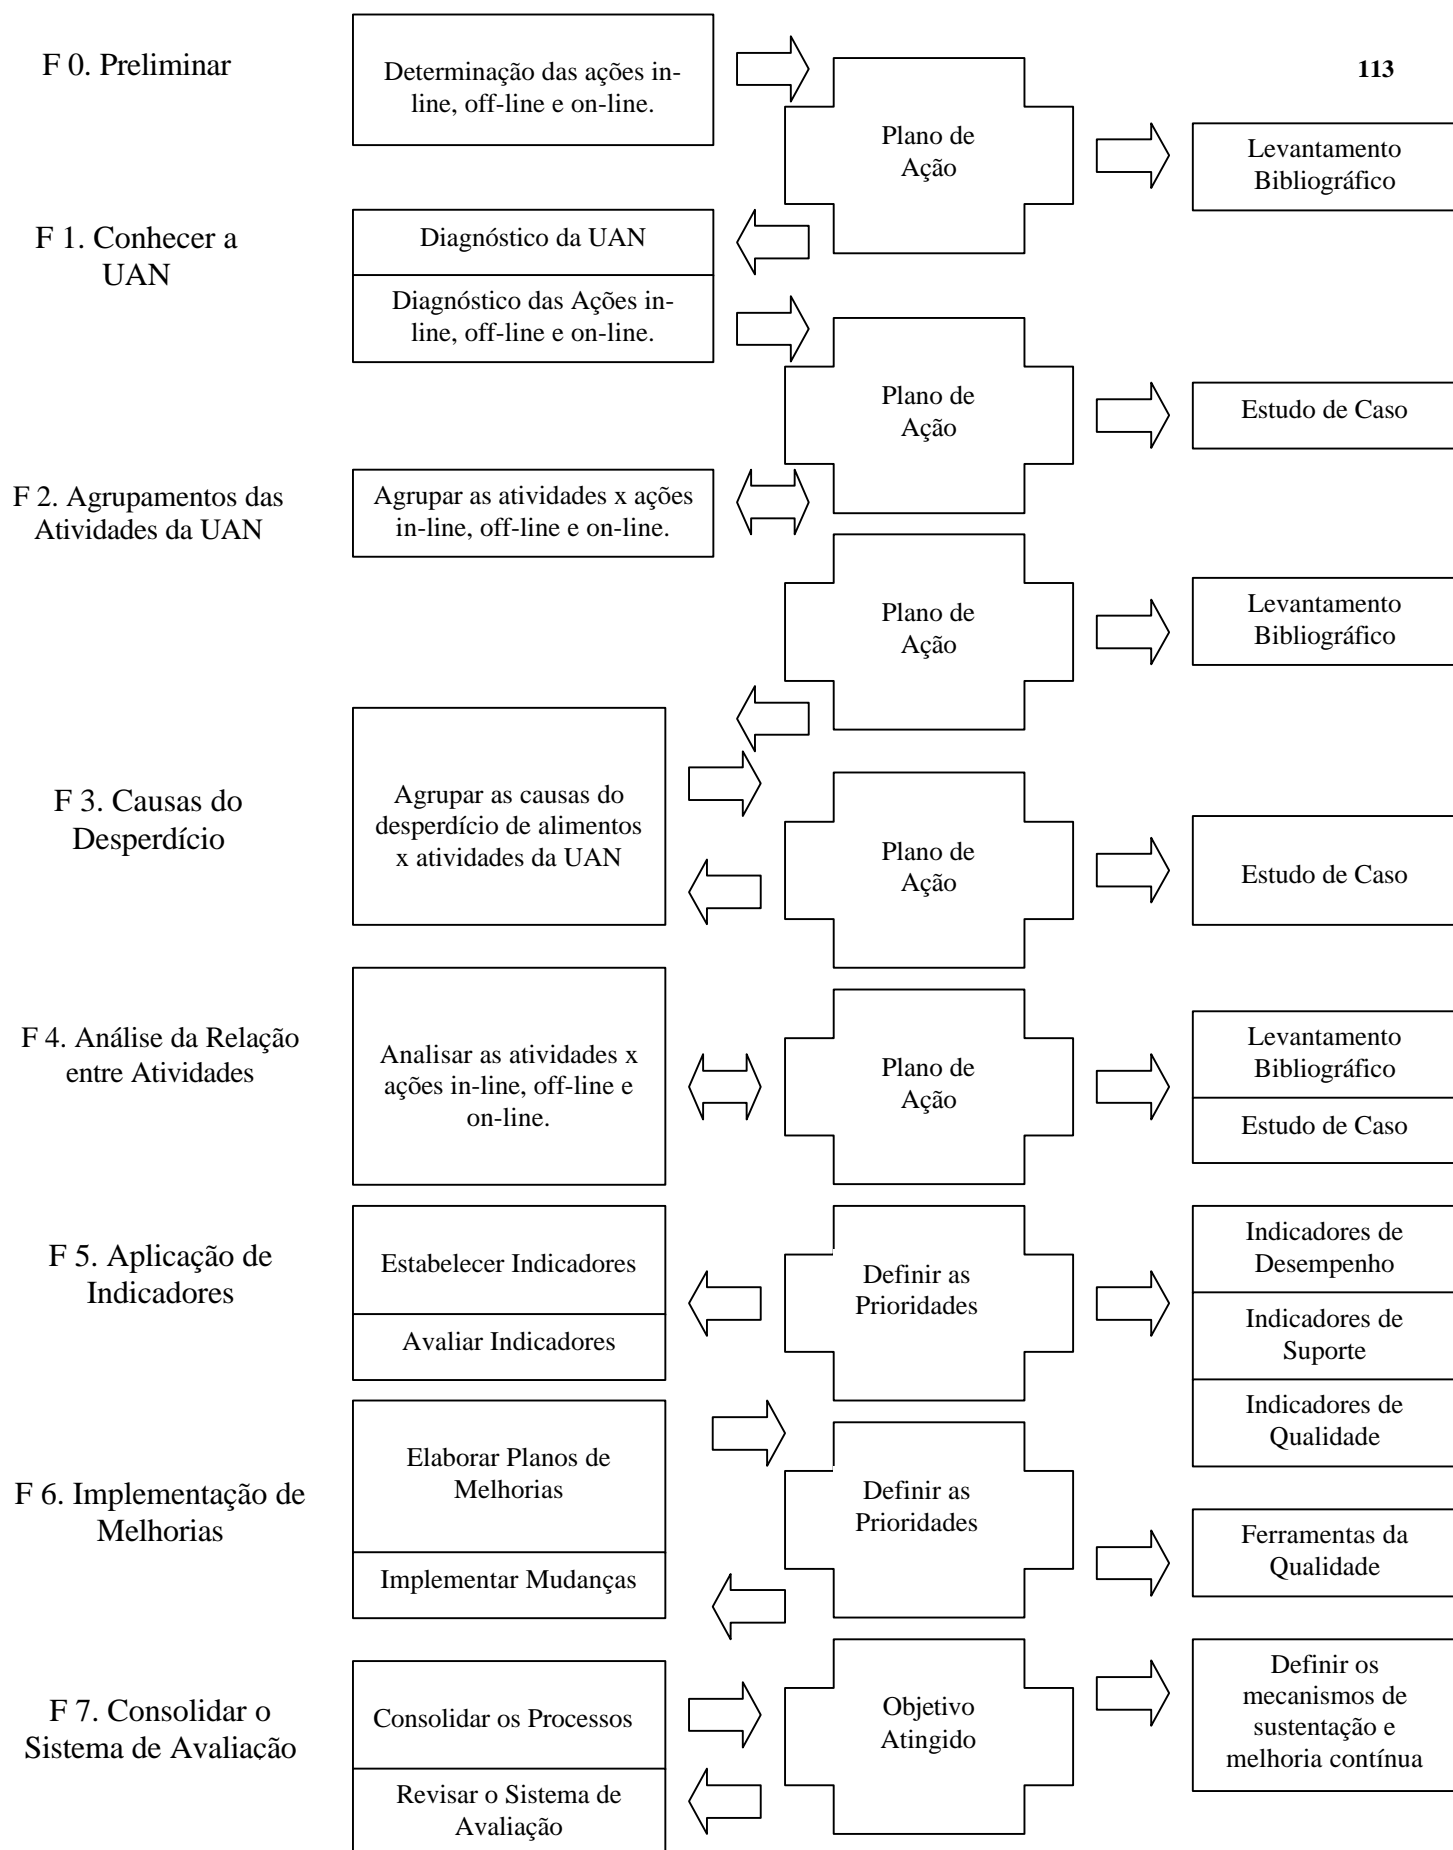 F 0. Preliminar
Determinação das ações in-
line, off-line e on-line.
Plano de
Ação
113
Levantamento
Bibliográfico
F 1. Conhecer a
UAN
Diagnóstico da UAN
Diagnóstico das Ações in-
line, off-line e on-line.
Plano de
Ação
Estudo de Caso
F 2. Agrupamentos das
Atividades da UAN
Agrupar as atividades x ações
in-line, off-line e on-line.
Plano de
Ação
Levantamento
Bibliográfico
F 3. Causas do
Desperdício
Agrupar as causas do
desperdício de alimentos
x atividades da UAN
Plano de
Ação
Estudo de Caso
F 4. Análise da Relação
entre Atividades
Analisar as atividades x
ações in-line, off-line e
on-line.
Plano de
Ação
Levantamento
Bibliográfico
Estudo de Caso
F 5. Aplicação de
Indicadores
Estabelecer Indicadores
Avaliar Indicadores
Definir as
Prioridades
Indicadores de
Desempenho
Indicadores de
Suporte
Indicadores de
Qualidade
F 6. Implementação de
Melhorias
Elaborar Planos de
Melhorias
Implementar Mudanças
Definir as
Prioridades
Ferramentas da
Qualidade
F 7. Consolidar o
Sistema de Avaliação
Consolidar os Processos
Revisar o Sistema de
Avaliação
Objetivo
Atingido
Definir os
mecanismos de
sustentação e
melhoria contínua